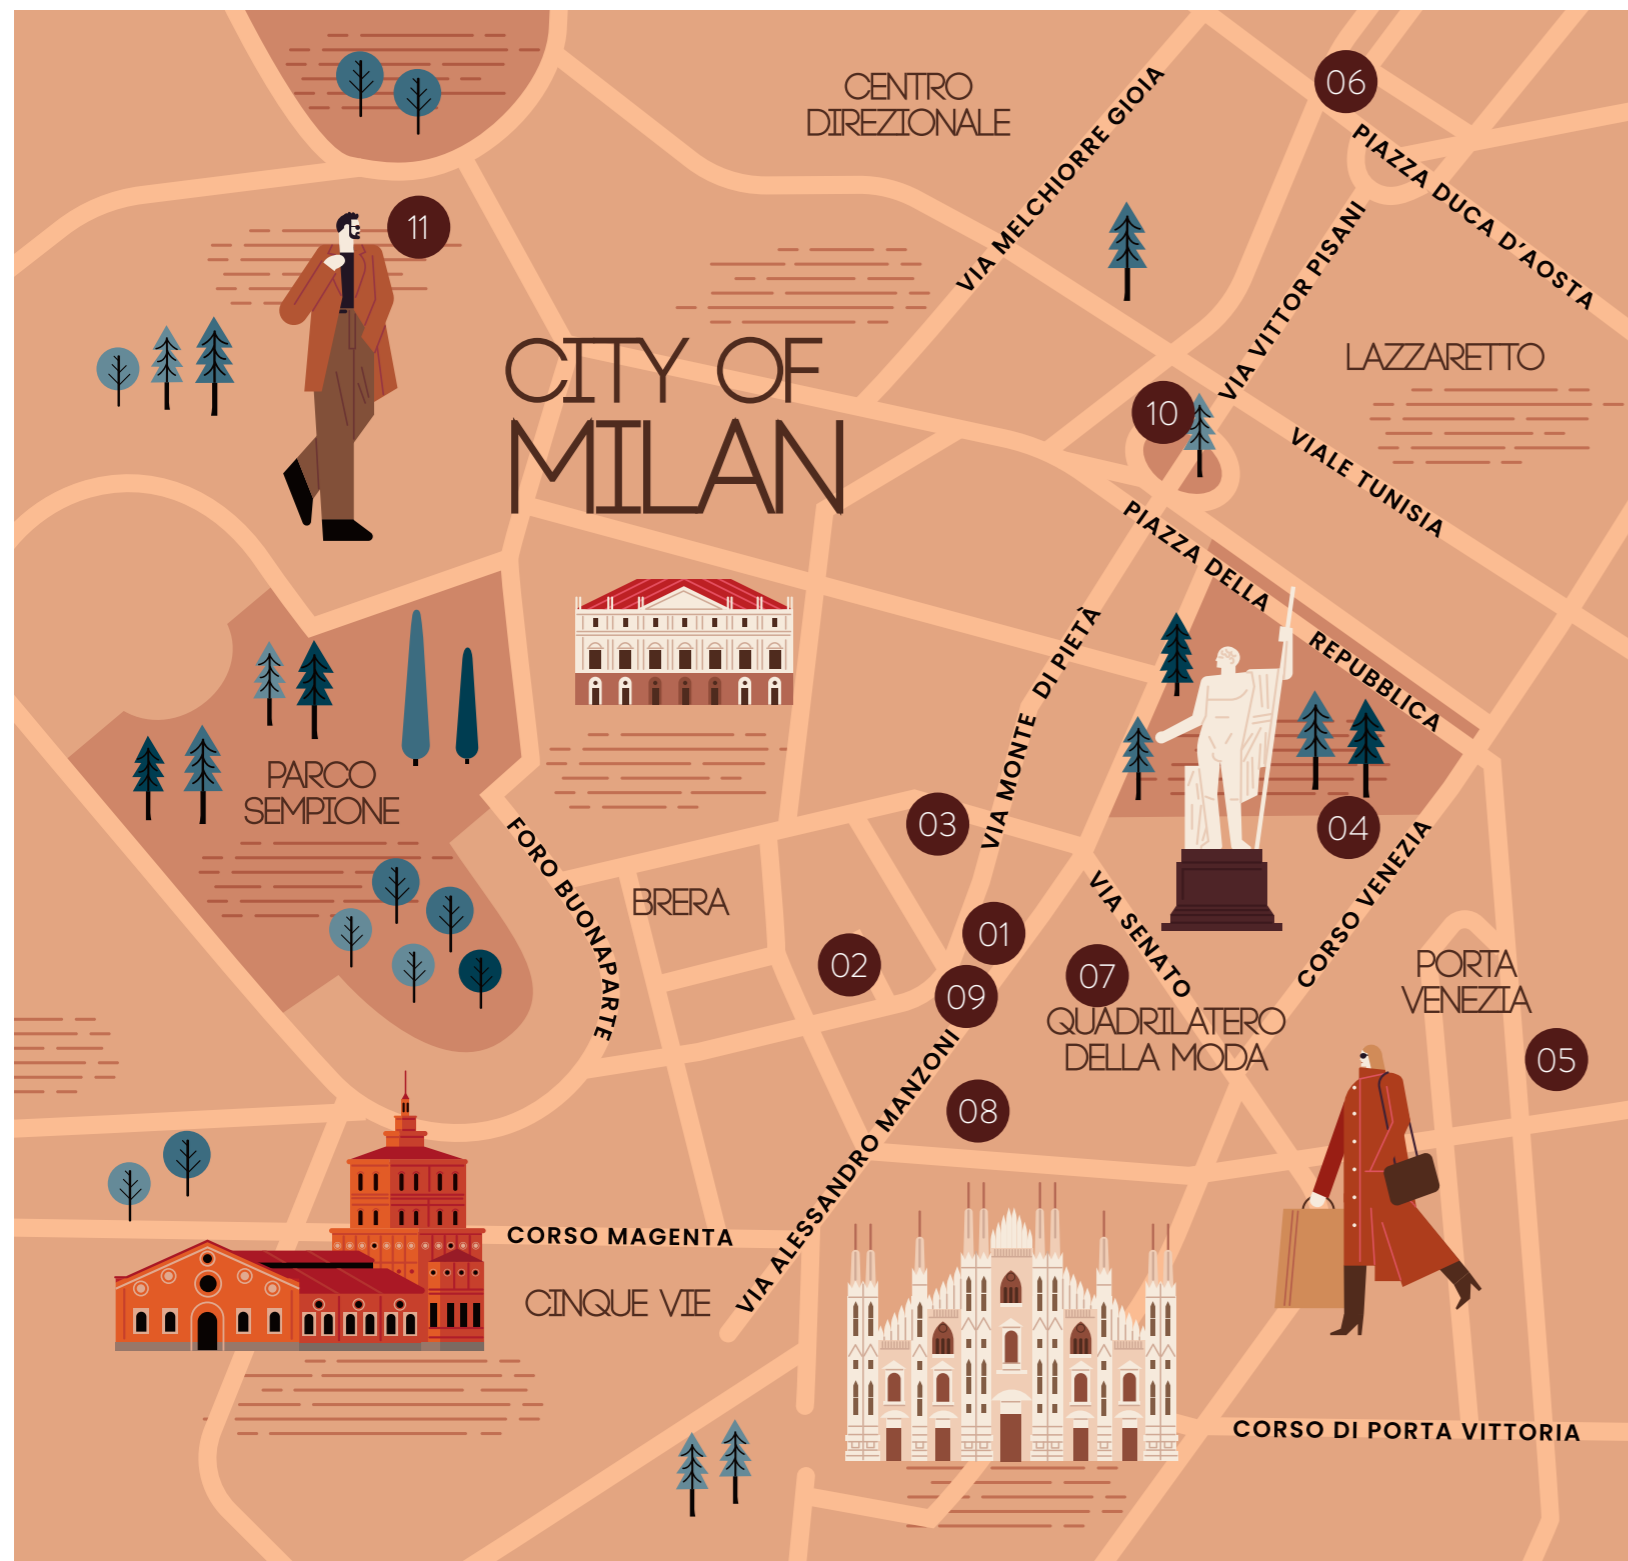 CENTRO
DIREZIONALE
VIA MELCHIORRE GIOIA
06
PIAZZA DUCA D'AOSTA
11
VIA VITTOR PISANI
LAZZARETTO
CITY OF
MILAN
10
VIALE TUNISIA
PIAZZA DELLA
REPUBBLICA
VIA MONTE DI PIETÀ
PARCO
SEMPIONE
FORO BUONAPARTE
03
04
BRERA
VIA SENATO
CORSO VENEZIA
01
02
09
07
PORTA
VENEZIA
QUADRILATERO
DELLA MODA
05
08
VIA ALESSANDRO MANZONI
CORSO MAGENTA
CINQUE VIE
CORSO DI PORTA VITTORIA